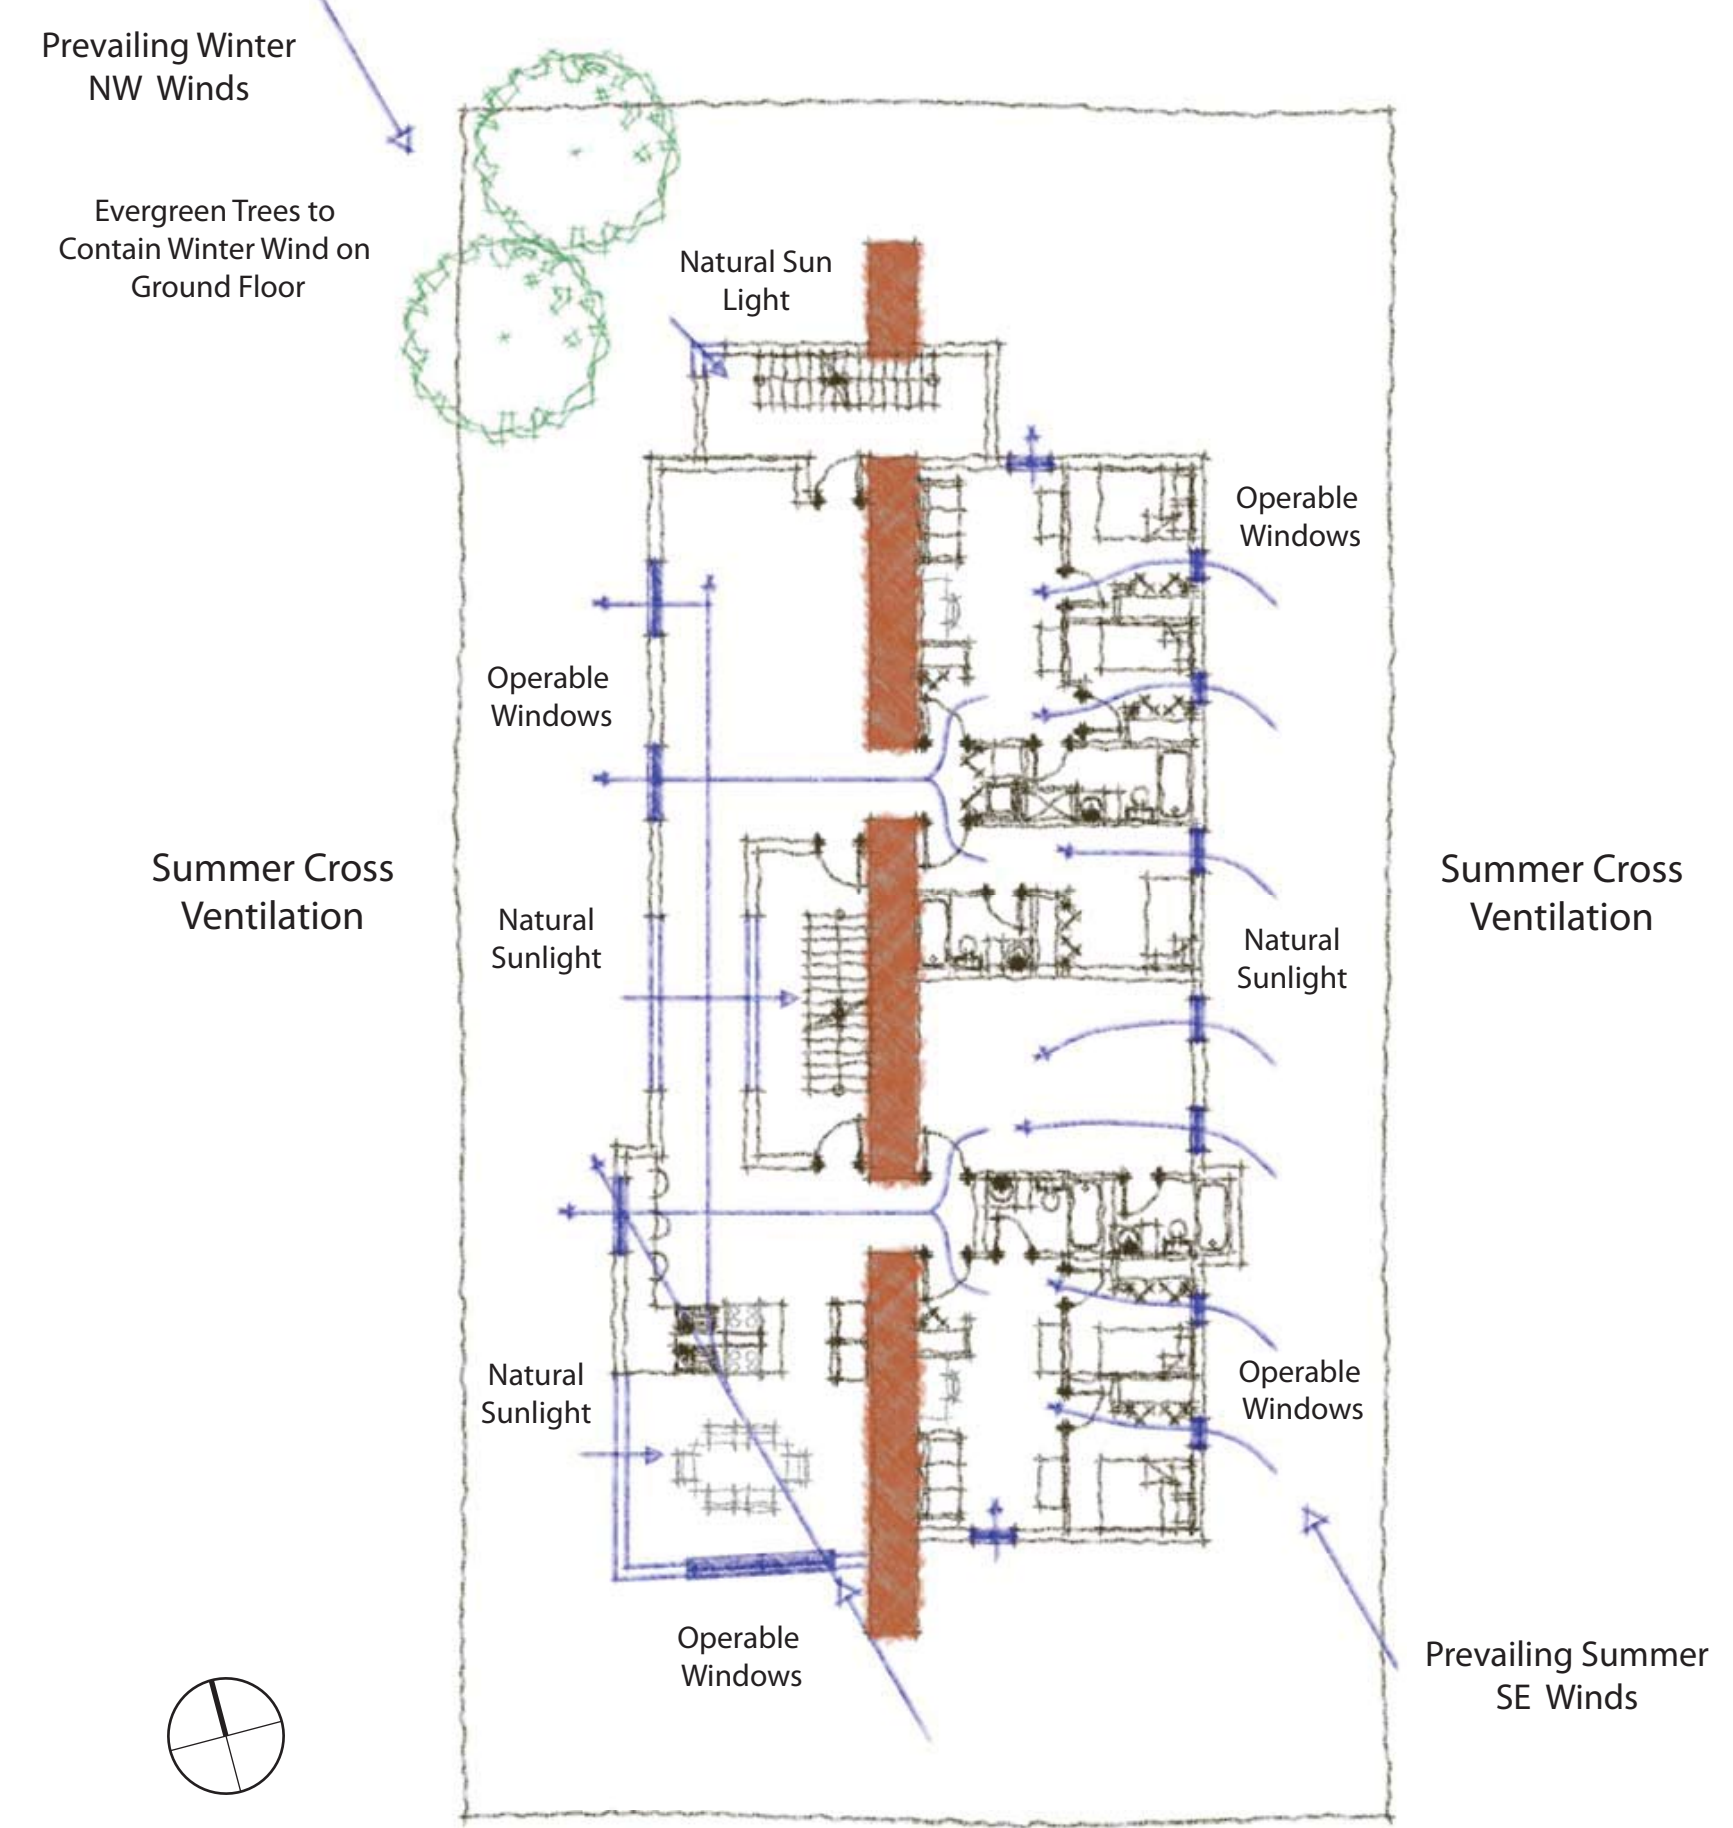 Prevailing Winter
NW Winds
Evergreen Trees to
Contain Winter Wind on
Ground Floor
Natural Sun
Light
Operable
Windows
Operable
Windows
Summer Cross
Ventilation
Natural
Sunlight
Summer Cross
Ventilation
Natural
Sunlight
Natural
Sunlight
Operable
Windows
Operable
Windows
Prevailing Summer
SE Winds